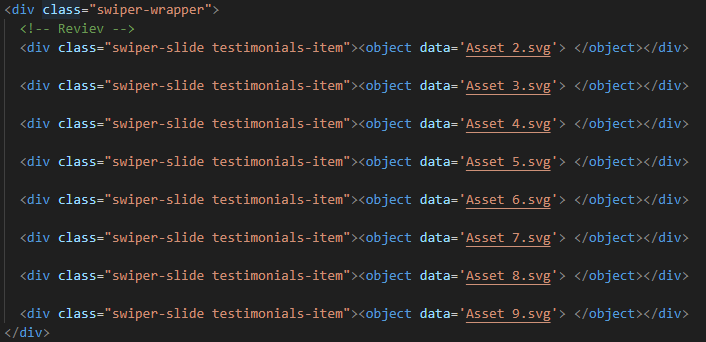 <div class="swiper-wrapper">
<!-- Reviev -->
<div class="swiper-slide testimonials-item"><object data='Asset 2.svg'> </object></div>
<div class="swiper-slide testimonials-item"><object data='Asset 3.svg'> </object></div>
<div class="swiper-slide testimonials-item"><object data='Asset 4.svg'> </object></div>
<div class="swiper-slide testimonials-item"><object data='Asset 5.svg'> </object></div>
<div class="swiper-slide testimonials-item"><object data='Asset 6.svg'> </object></div>
<div class="swiper-slide testimonials-item"><object data='Asset 7.svg'> </object></div>
<div class="swiper-slide testimonials-item"><object data='Asset 8.svg'> </object></div>
<div class="swiper-slide testimonials-item"><object data='Asset 9.svg'> </object></div>
</div>